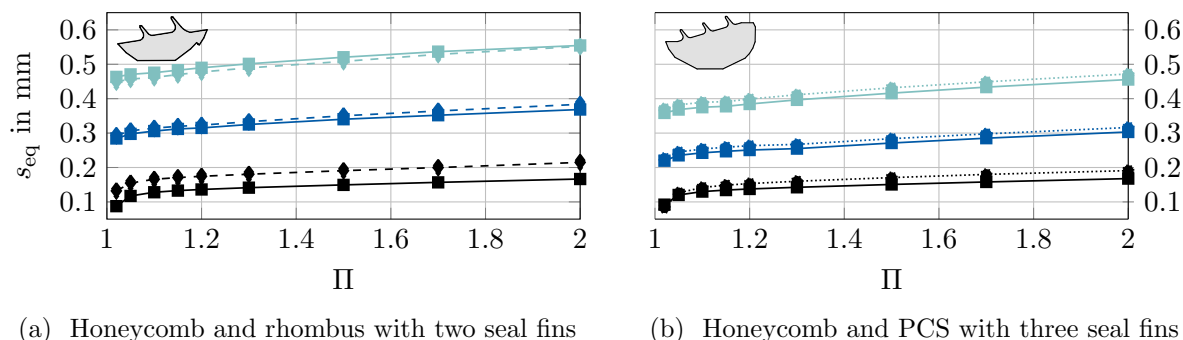 0.6
0.5
0.4
0.3
0.2
0.1
s_eq in mm
1 1.2 1.4 1.6 1.8 2
Π
(a) Honeycomb and rhombus with two seal fins
0.6
0.5
0.4
0.3
0.2
0.1
1 1.2 1.4 1.6 1.8 2
Π
(b) Honeycomb and PCS with three seal fins